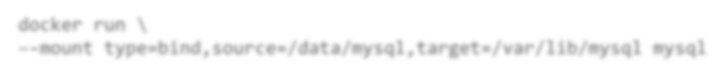 docker run \
--mount type=bind,source=/data/mysql,target=/var/lib/mysql mysql